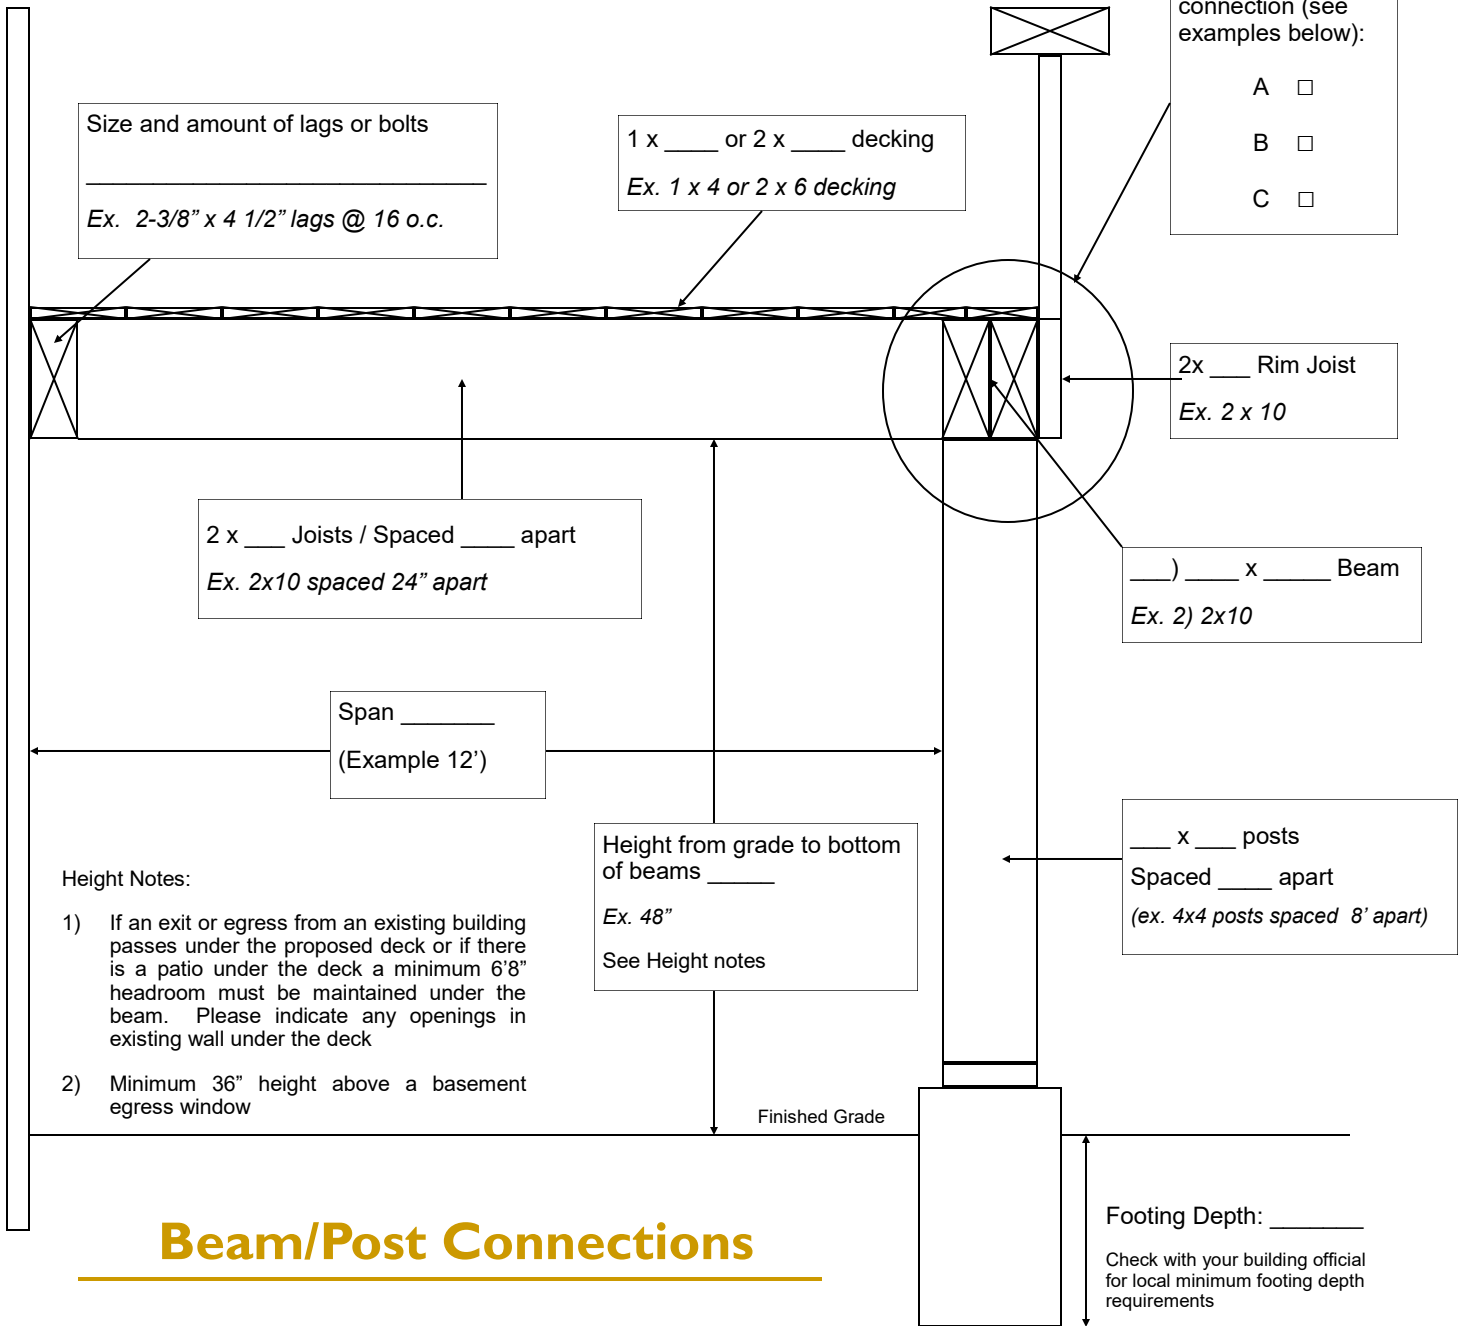 connection (see
examples below):
A □
B □
C □
Size and amount of lags or bolts
______________________________
Ex. 2-3/8” x 4 1/2” lags @ 16 o.c.
1 x ____ or 2 x ____ decking
Ex. 1 x 4 or 2 x 6 decking
2x ___ Rim Joist
Ex. 2 x 10
2 x ___ Joists / Spaced ____ apart
Ex. 2x10 spaced 24” apart
___) ____ x _____ Beam
Ex. 2) 2x10
Span _______
(Example 12’)
___ x ___ posts
Spaced ____ apart
(ex. 4x4 posts spaced 8’ apart)
Height from grade to bottom
of beams _____
Ex. 48”
See Height notes
Height Notes:
1) If an exit or egress from an existing building
passes under the proposed deck or if there
is a patio under the deck a minimum 6’8”
headroom must be maintained under the
beam. Please indicate any openings in
existing wall under the deck
2) Minimum 36” height above a basement
egress window
Finished Grade
Beam/Post Connections
Footing Depth: _______
Check with your building official
for local minimum footing depth
requirements